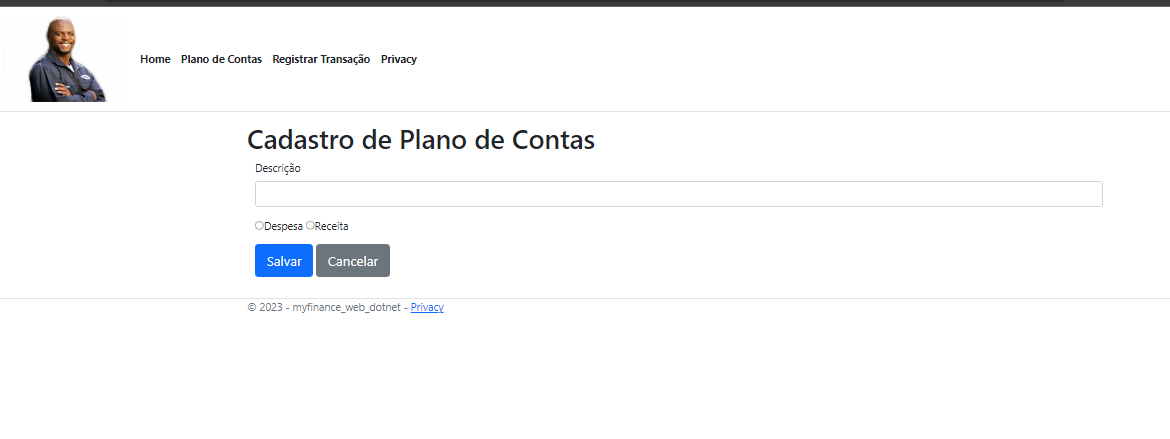 Home Plano de Contas Registrar Transação Privacy
Cadastro de Plano de Contas
Descrição
Despesa Receita
Salvar Cancelar
© 2023 - myfinance_web_dotnet - Privacy